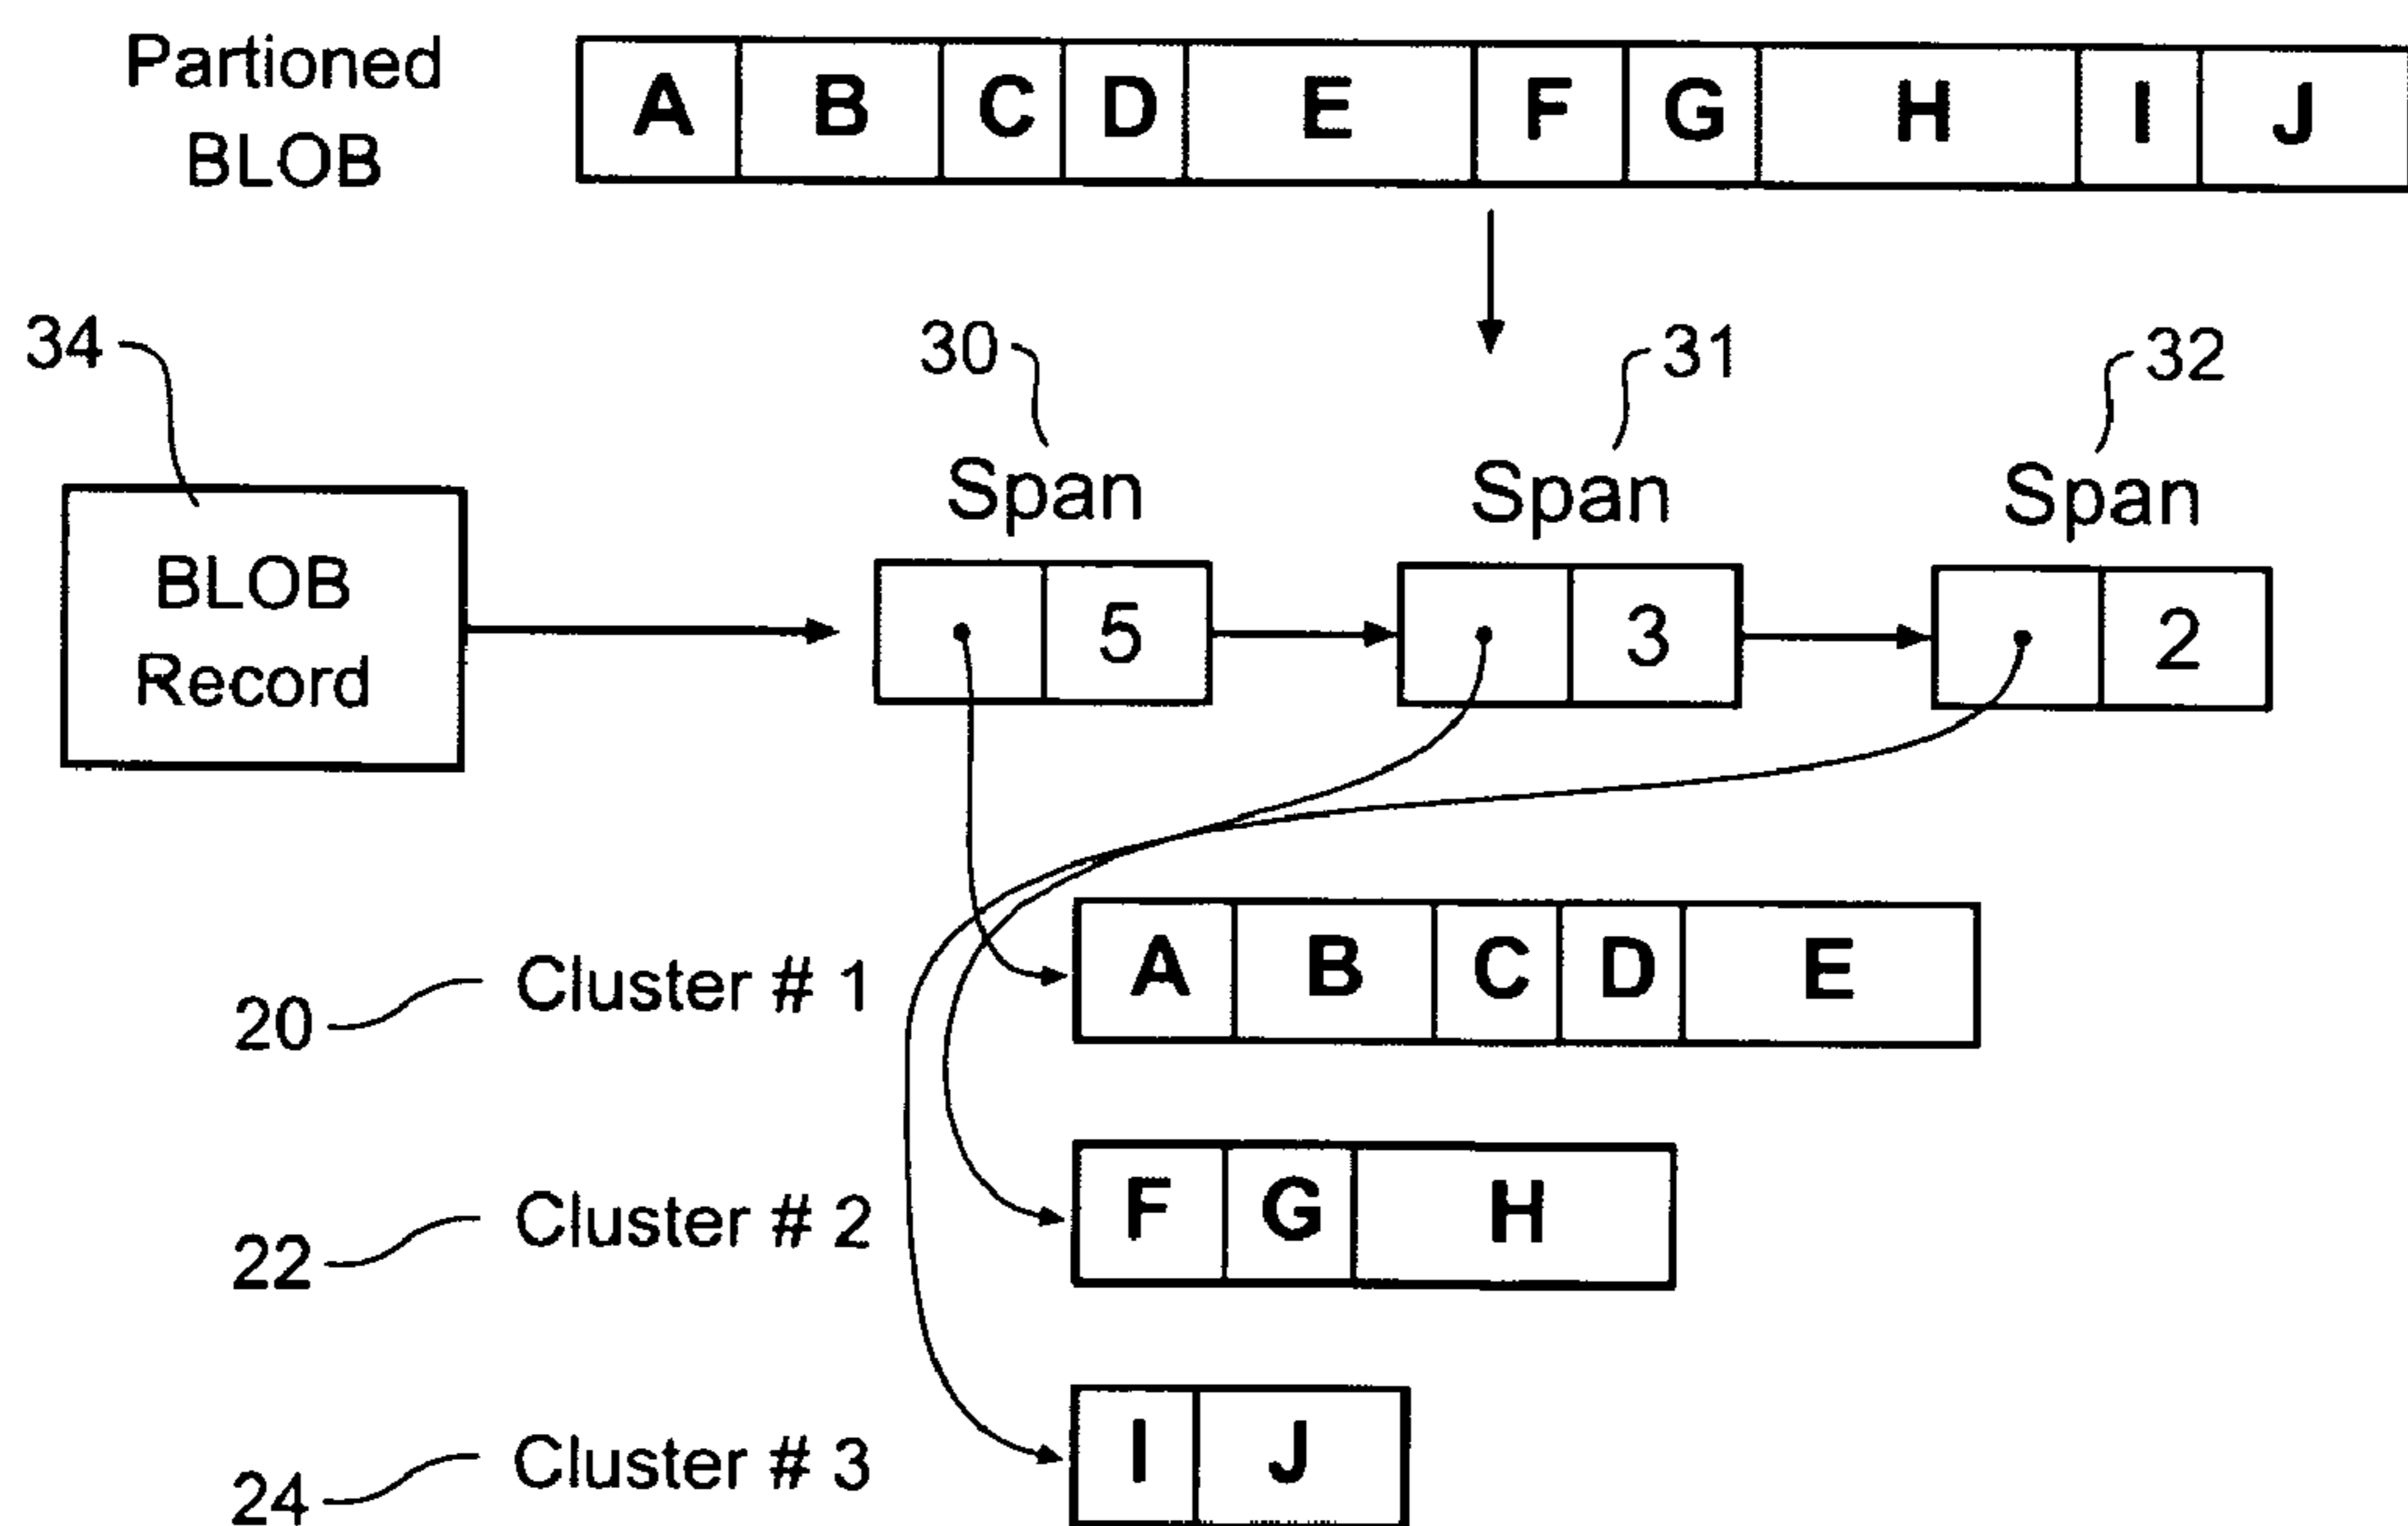 Partioned
BLOB
A B C D E F G H I J
34
30
31
32
Span
Span
Span
BLOB
Record
5
3
2
Cluster # 1
20
A B C D E
Cluster # 2
22
F G H
Cluster # 3
24
I J